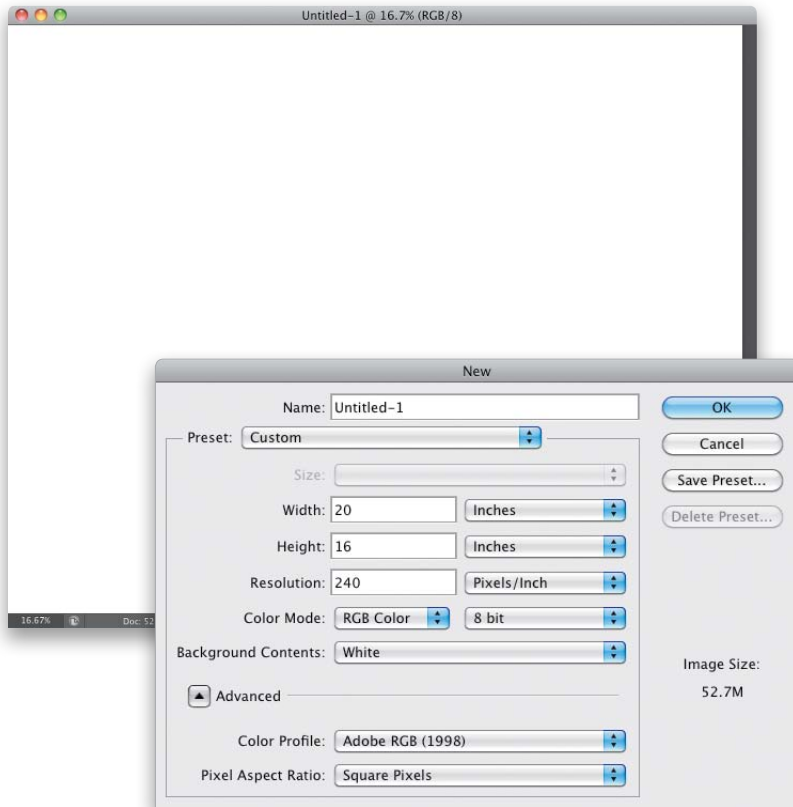 Untitled-1 @ 16.7% (RGB/8)
New
Name: Untitled-1
OK
Preset: Custom
Cancel
Size:
Save Preset...
Width: 20 Inches
Delete Preset...
Height: 16 Inches
Resolution: 240 Pixels/Inch
Color Mode: RGB Color 8 bit
16.67% Doc: 52
Background Contents: White
Image Size:
52.7M
Advanced
Color Profile: Adobe RGB (1998)
Pixel Aspect Ratio: Square Pixels